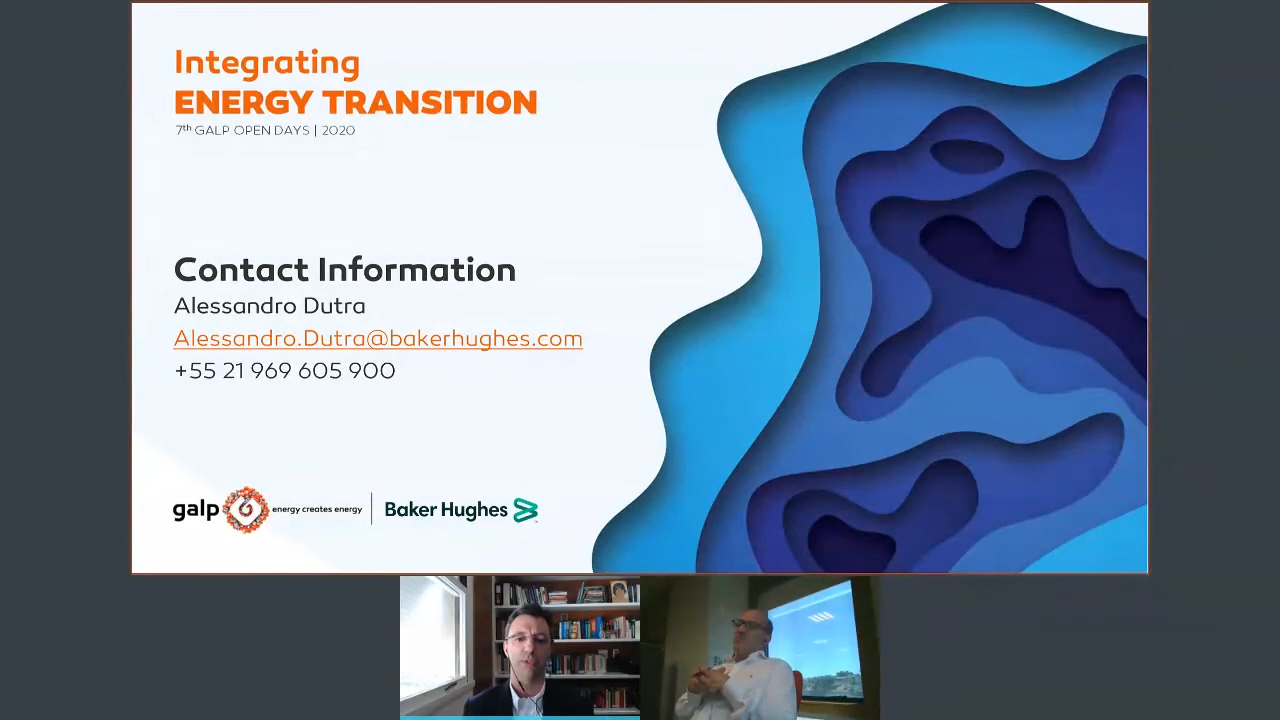 Integrating
ENERGY TRANSITION
7th GALP OPEN DAYS | 2020
Contact Information
Alessandro Dutra
Alessandro.Dutra@bakerhughes.com
+55 21 969 605 900
galp energy creates energy Baker Hughes